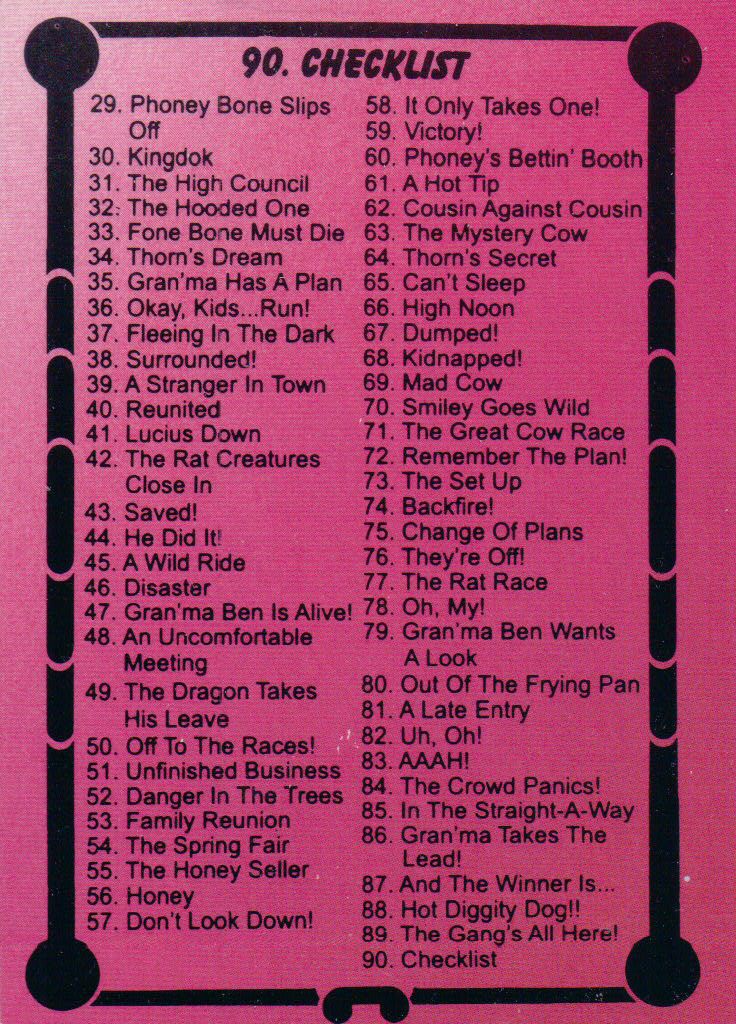 90. CHECKLIST
29. Phoney Bone Slips
Off
30. Kingdok
31. The High Council
32. The Hooded One
33. Fone Bone Must Die
34. Thorn's Dream
35. Gran'ma Has A Plan
36. Okay, Kids...Run!
37. Fleeing In The Dark
38. Surrounded!
39. A Stranger In Town
40. Reunited
41. Lucius Down
42. The Rat Creatures
Close In
43. Saved!
44. He Did It!
45. A Wild Ride
46. Disaster
47. Gran'ma Ben Is Alive!
48. An Uncomfortable
Meeting
49. The Dragon Takes
His Leave
50. Off To The Races!
51. Unfinished Business
52. Danger In The Trees
53. Family Reunion
54. The Spring Fair
55. The Honey Seller
56. Honey
57. Don't Look Down!
58. It Only Takes One!
59. Victory!
60. Phoney's Bettin' Booth
61. A Hot Tip
62. Cousin Against Cousin
63. The Mystery Cow
64. Thorn's Secret
65. Can't Sleep
66. High Noon
67. Dumped!
68. Kidnapped!
69. Mad Cow
70. Smiley Goes Wild
71. The Great Cow Race
72. Remember The Plan!
73. The Set Up
74. Backfire!
75. Change Of Plans
76. They're Off!
77. The Rat Race
78. Oh, My!
79. Gran'ma Ben Wants
A Look
80. Out Of The Frying Pan
81. A Late Entry
82. Uh, Oh!
83. AAAH!
84. The Crowd Panics!
85. In The Straight-A-Way
86. Gran'ma Takes The
Lead!
87. And The Winner Is...
88. Hot Diggity Dog!!
89. The Gang's All Here!
90. Checklist